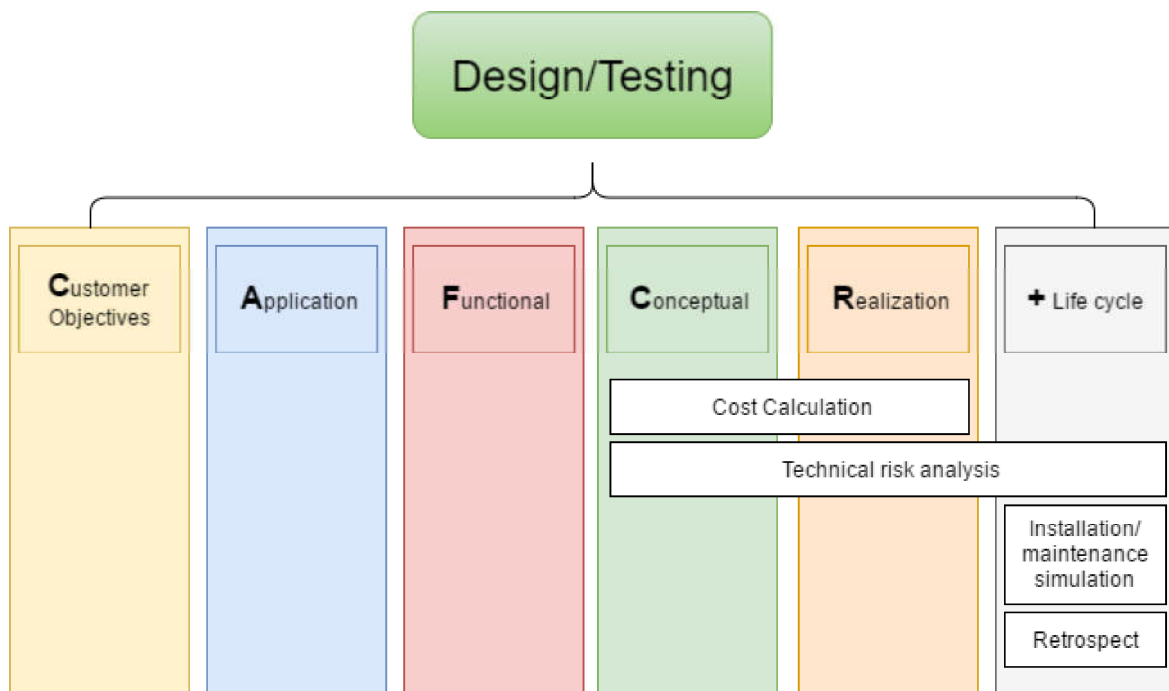 Design/Testing
Customer
Objectives
Application
Functional
Conceptual
Realization
+ Life cycle
Cost Calculation
Technical risk analysis
Installation/
maintenance
simulation
Retrospect